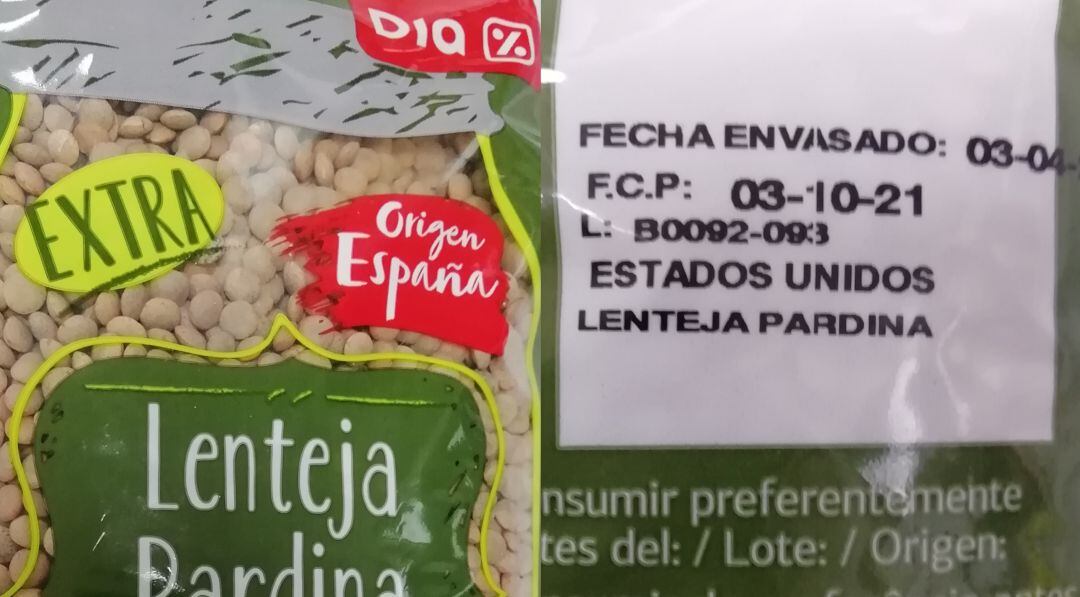 DIA %
EXTRA
Origen
España
Lenteja
Pardina
FECHA ENVASADO: 03-04-
F.C.P: 03-10-21
L: B0092-093
ESTADOS UNIDOS
LENTEJA PARDINA
nsumir preferentemente
tes del: / Lote: / Origen: